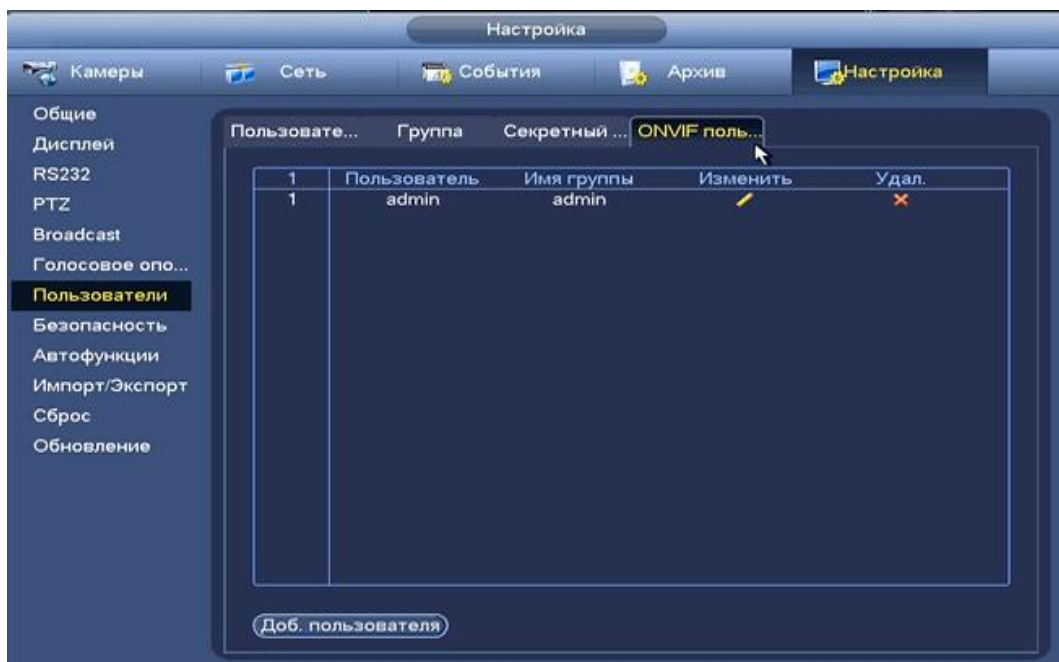 Настройка
Камеры Сеть События Архив Настройка
Общие
Дисплей
RS232
PTZ
Broadcast
Голосовое опо...
Пользователи
Безопасность
Автофункции
Импорт/Экспорт
Сброс
Обновление
Пользовате... Группа Секретный ... ONVIF поль...
1 Пользователь Имя группы Изменить Удал.
1 admin admin
Доб. пользователя